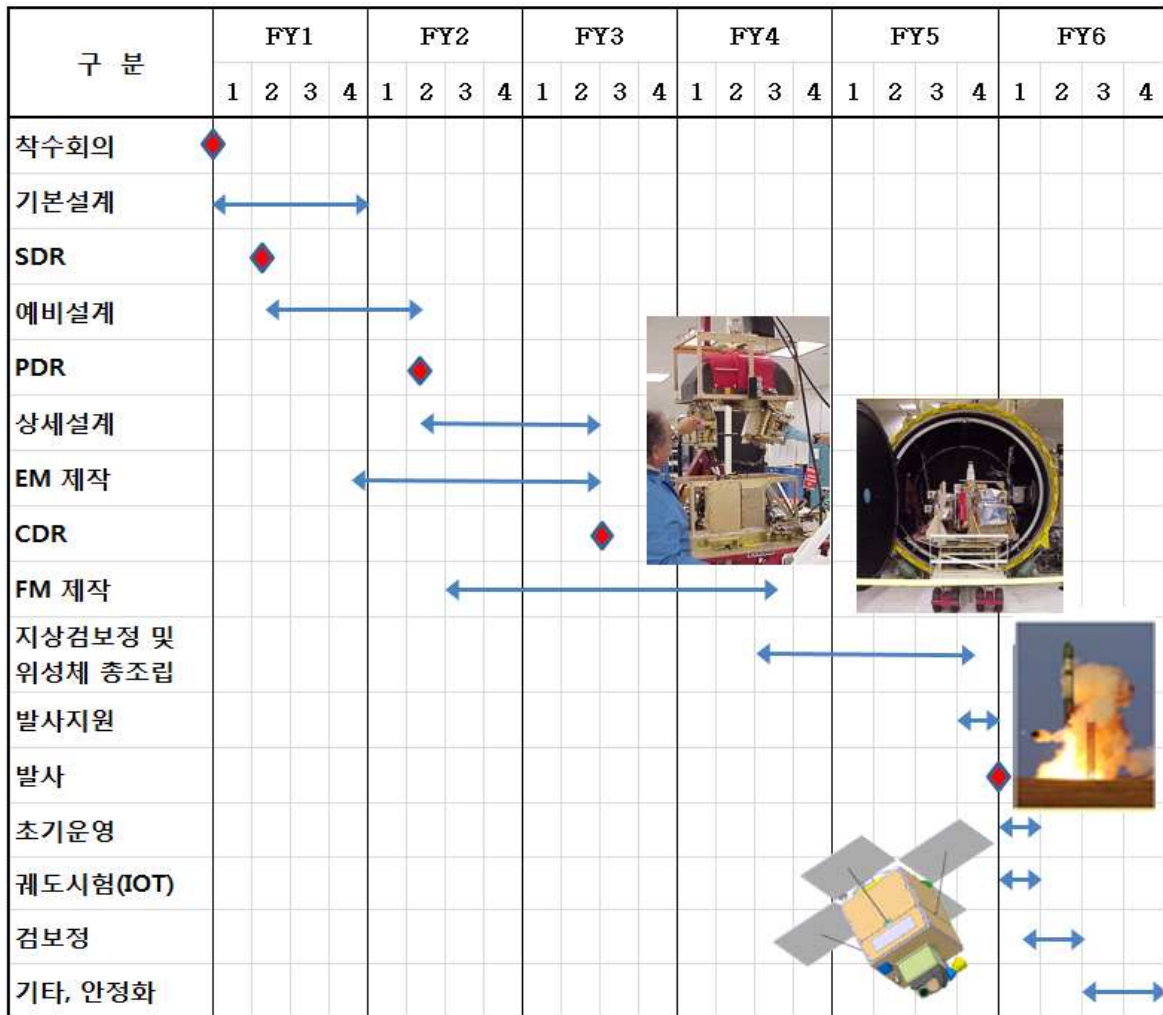 구 분 FY1 FY2 FY3 FY4 FY5 FY6
1 2 3 4 1 2 3 4 1 2 3 4 1 2 3 4 1 2 3 4 1 2 3 4
착수회의
기본설계
SDR
예비설계
PDR
상세설계
EM 제작
CDR
FM 제작
지상검보정 및
위성체 총조립
발사지원
발사
초기운영
궤도시험(IOT)
검보정
기타, 안정화